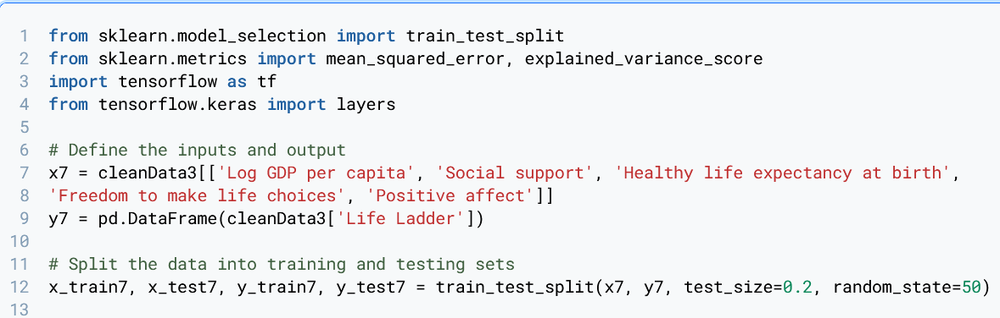 1 from sklearn.model_selection import train_test_split
2 from sklearn.metrics import mean_squared_error, explained_variance_score
3 import tensorflow as tf
4 from tensorflow.keras import layers
5
6 # Define the inputs and output
7 x7 = cleanData3[['Log GDP per capita', 'Social support', 'Healthy life expectancy at birth',
8 'Freedom to make life choices', 'Positive affect']]
9 y7 = pd.DataFrame(cleanData3['Life Ladder'])
10
11 # Split the data into training and testing sets
12 x_train7, x_test7, y_train7, y_test7 = train_test_split(x7, y7, test_size=0.2, random_state=50)
13